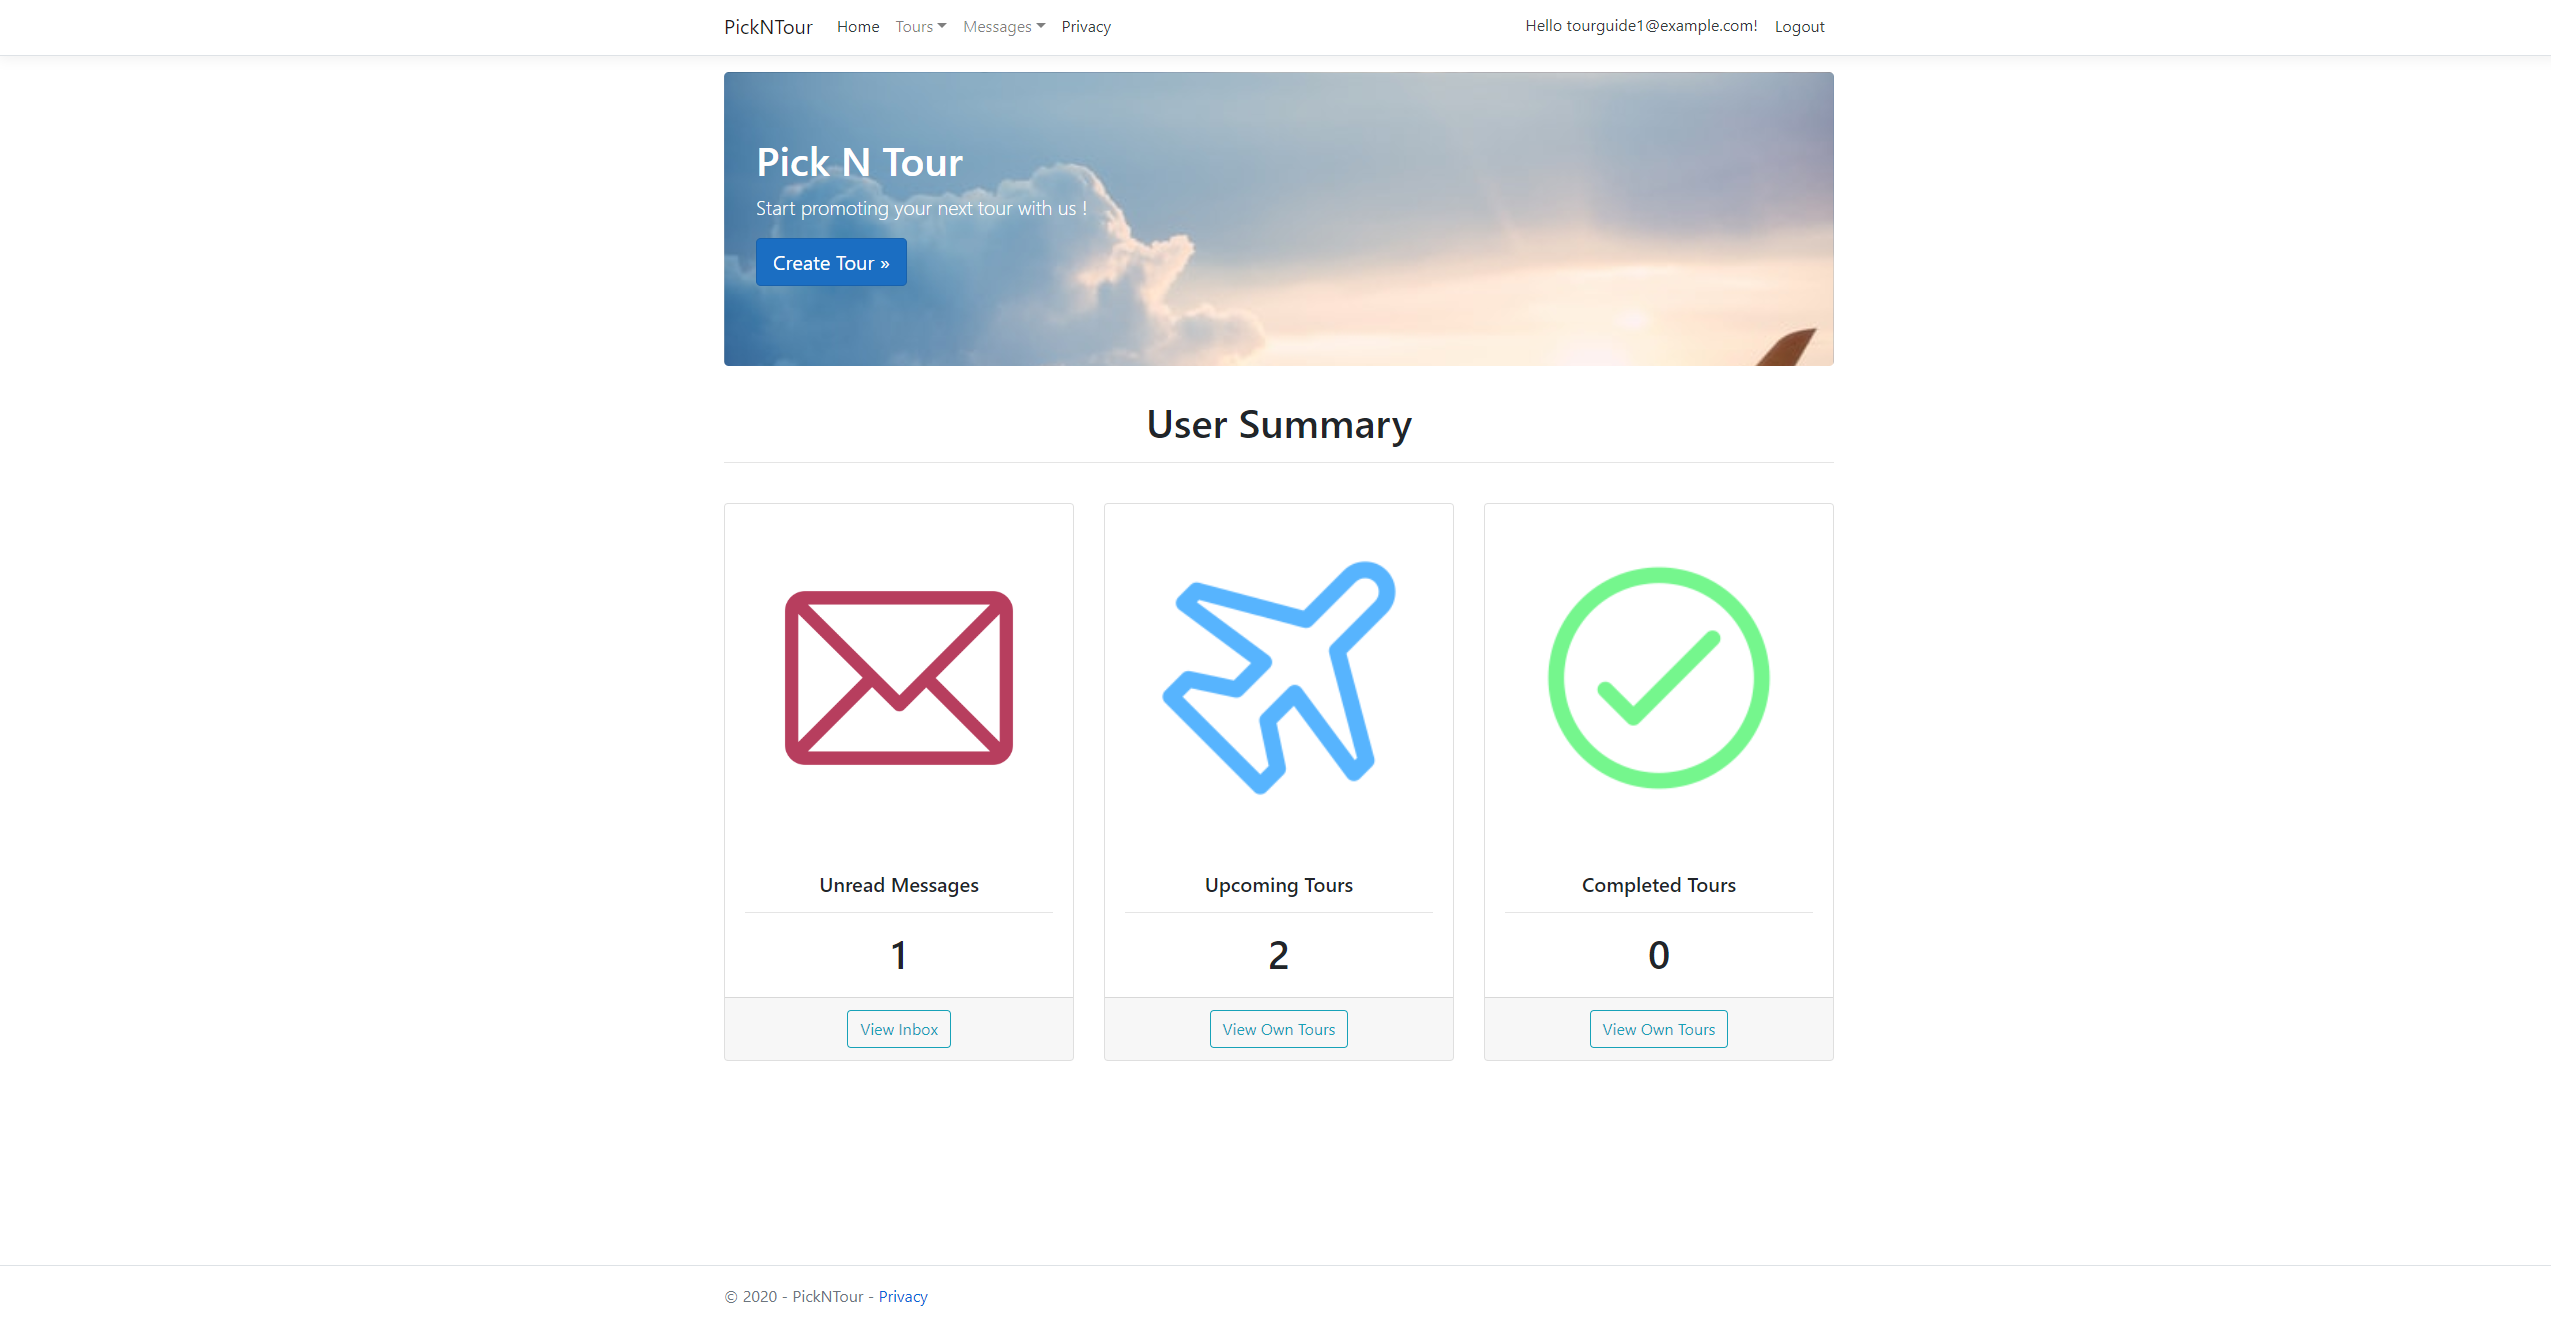 PickNTour Home Tours Messages Privacy Hello tourguide1@example.com! Logout
Pick N Tour
Start promoting your next tour with us !
Create Tour »
User Summary
Unread Messages
1
View Inbox
Upcoming Tours
2
View Own Tours
Completed Tours
0
View Own Tours
© 2020 - PickNTour - Privacy